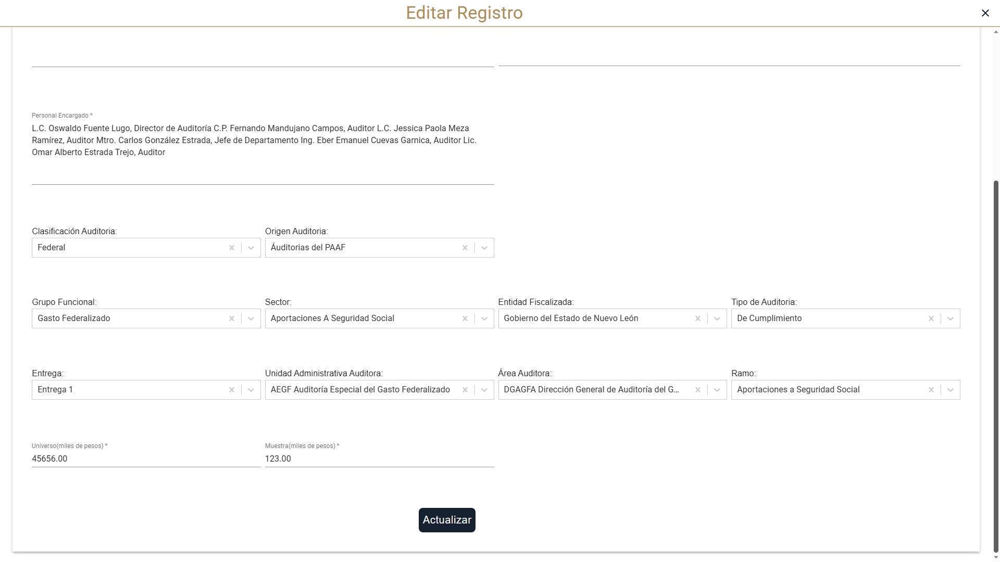 Editar Registro
Personal Encargado *
L.C. Oswaldo Fuente Lugo, Director de Auditoría C.P. Fernando Mandujano Campos, Auditor L.C. Jessica Paola Meza
Ramírez, Auditor Mtro. Carlos González Estrada, Jefe de Departamento Ing. Eber Emanuel Cuevas Garnica, Auditor Lic.
Omar Alberto Estrada Trejo, Auditor
Clasificación Auditoria: Origen Auditoria:
Federal Áuditorias del PAAF
Grupo Funcional: Sector: Entidad Fiscalizada: Tipo de Auditoria:
Gasto Federalizado Aportaciones A Seguridad Social Gobierno del Estado de Nuevo León De Cumplimiento
Entrega: Unidad Administrativa Auditora: Área Auditora: Ramo:
Entrega 1 AEGF Auditoría Especial del Gasto Federalizado DGAGFA Dirección General de Auditoría del G... Aportaciones a Seguridad Social
Universo(miles de pesos) * Muestra(miles de pesos) *
45656.00 123.00
Actualizar